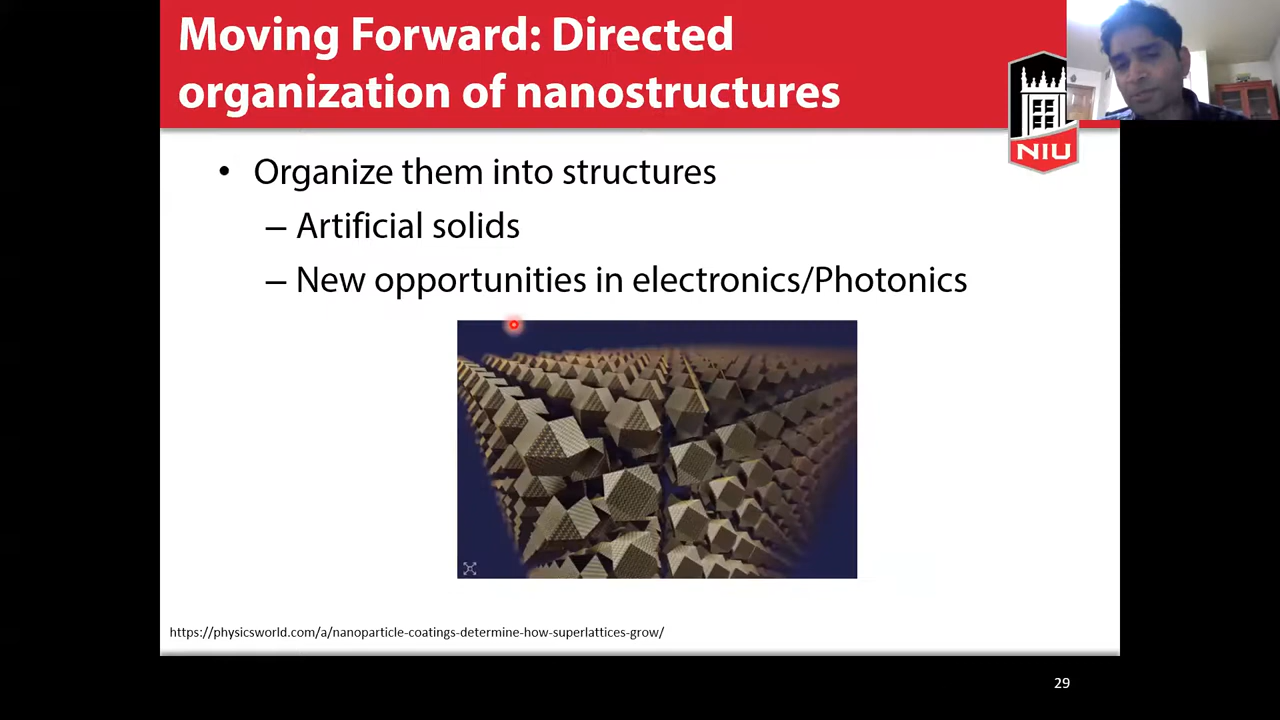 Moving Forward: Directed
organization of nanostructures
NIU
• Organize them into structures
– Artificial solids
– New opportunities in electronics/Photonics
https://physicsworld.com/a/nanoparticle-coatings-determine-how-superlattices-grow/
29